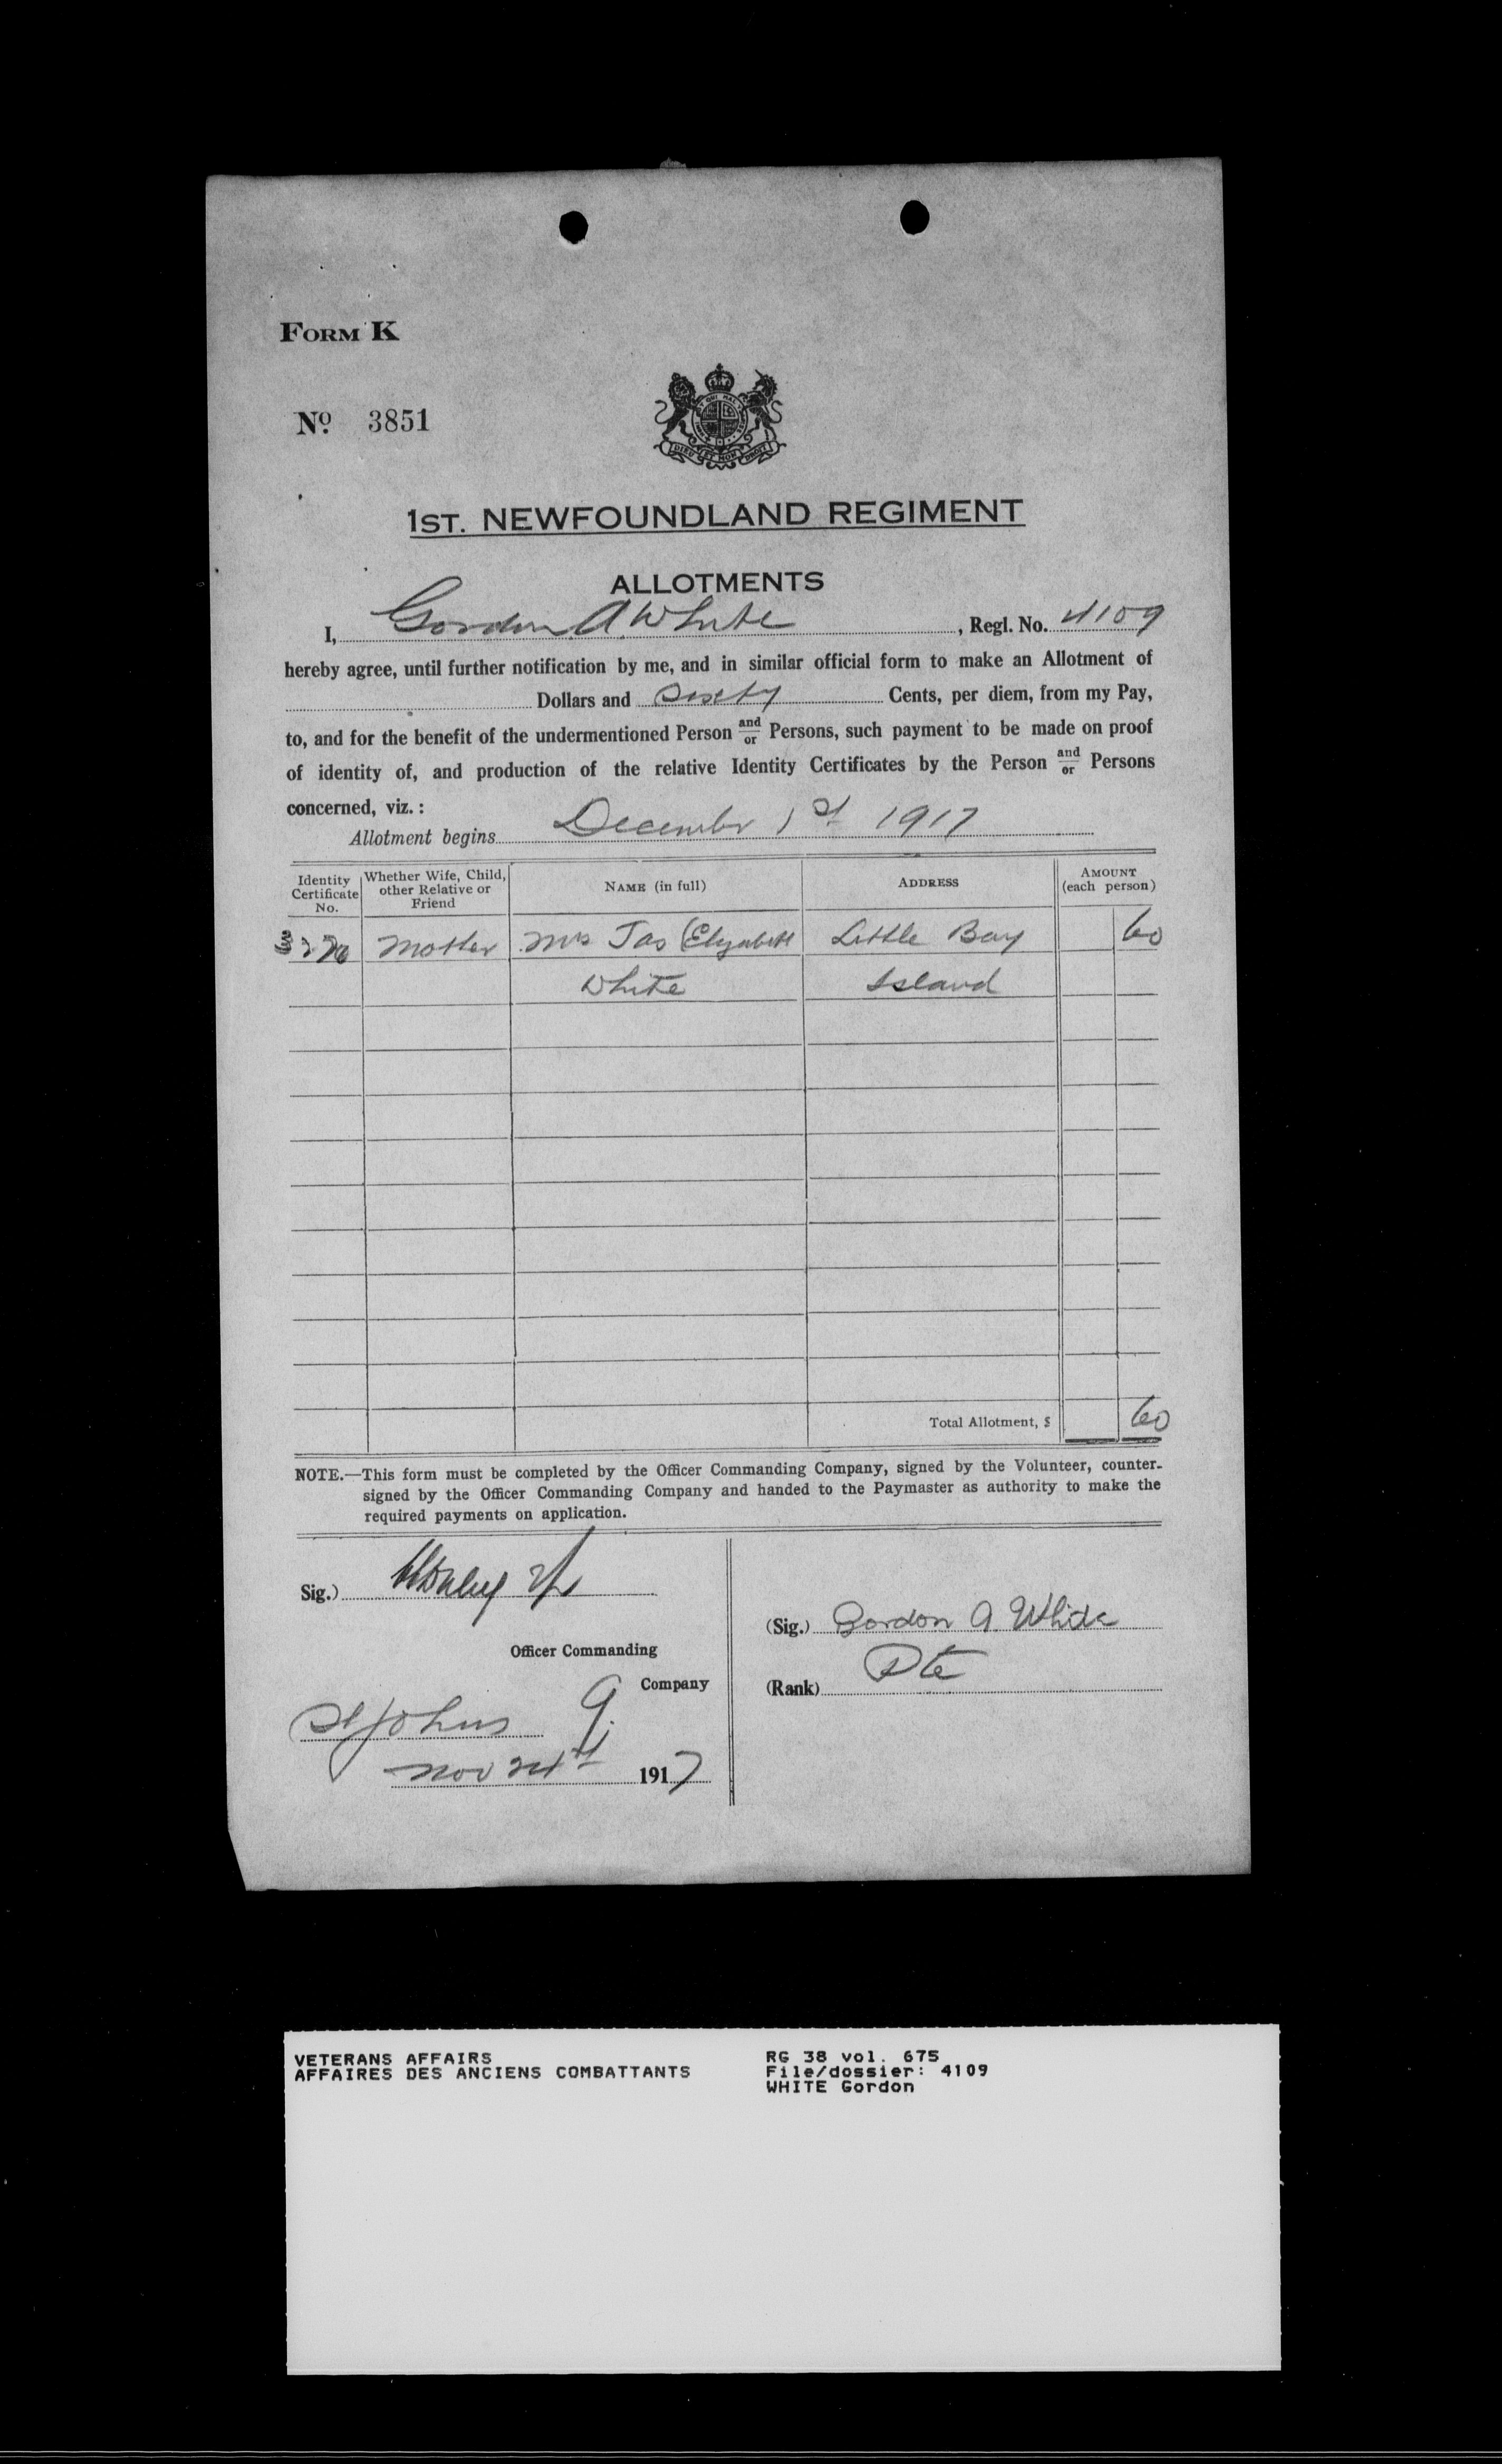 FORM K
No. 3851
1ST. NEWFOUNDLAND REGIMENT
ALLOTMENTS
I, Gordon A. White, Regl. No. 4109
hereby agree, until further notification by me, and in similar official form to make an Allotment of
Dollars and Sixty Cents, per diem, from my Pay,
to, and for the benefit of the undermentioned Person and/or Persons, such payment to be made on proof
of identity of, and production of the relative Identity Certificates by the Person and/or Persons
concerned, viz.:
Allotment begins December 1st 1917
Identity Certificate No. Whether Wife, Child, other Relative or Friend NAME (in full) ADDRESS AMOUNT (each person)
Mother Mrs Jas (Elizabeth Little Bay 60
White Island
Total Allotment, $ 60
NOTE.—This form must be completed by the Officer Commanding Company, signed by the Volunteer, counter-
signed by the Officer Commanding Company and handed to the Paymaster as authority to make the
required payments on application.
Sig.)
(Sig.) Gordon A. White
Officer Commanding
G. Company
(Rank) Pte
St Johns
Nov 24th 1917
VETERANS AFFAIRS
AFFAIRES DES ANCIENS COMBATTANTS
RG 38 vol. 675
File/dossier: 4109
WHITE Gordon